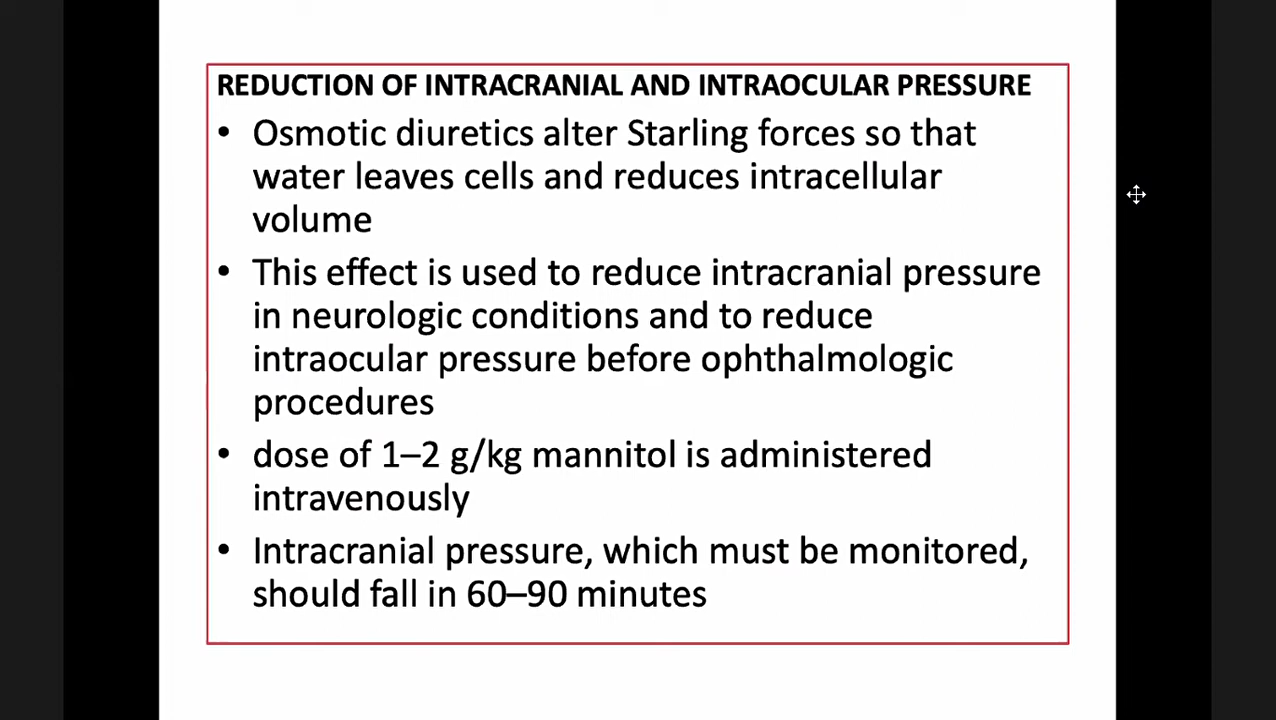 REDUCTION OF INTRACRANIAL AND INTRAOCULAR PRESSURE
• Osmotic diuretics alter Starling forces so that
water leaves cells and reduces intracellular
volume
• This effect is used to reduce intracranial pressure
in neurologic conditions and to reduce
intraocular pressure before ophthalmologic
procedures
• dose of 1–2 g/kg mannitol is administered
intravenously
• Intracranial pressure, which must be monitored,
should fall in 60–90 minutes